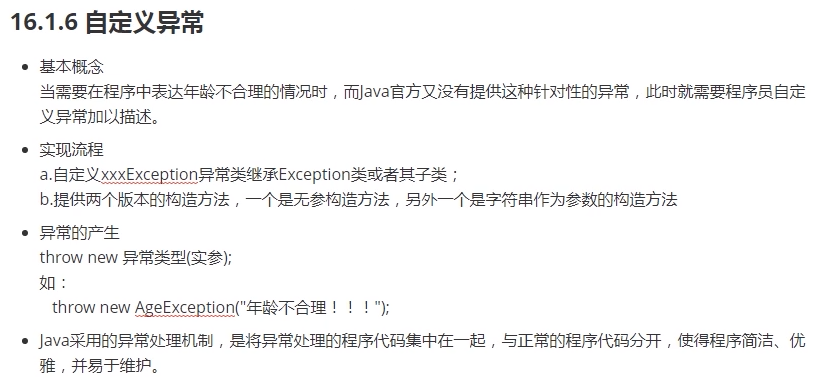 16.1.6 自定义异常
• 基本概念
当需要在程序中表达年龄不合理的情况时，而Java官方又没有提供这种针对性的异常，此时就需要程序员自定
义异常加以描述。
• 实现流程
a.自定义xxxException异常类继承Exception类或者其子类；
b.提供两个版本的构造方法，一个是无参构造方法，另外一个是字符串作为参数的构造方法
• 异常的产生
throw new 异常类型(实参);
如：
throw new AgeException("年龄不合理！！！");
• Java采用的异常处理机制，是将异常处理的程序代码集中在一起，与正常的程序代码分开，使得程序简洁、优
雅，并易于维护。